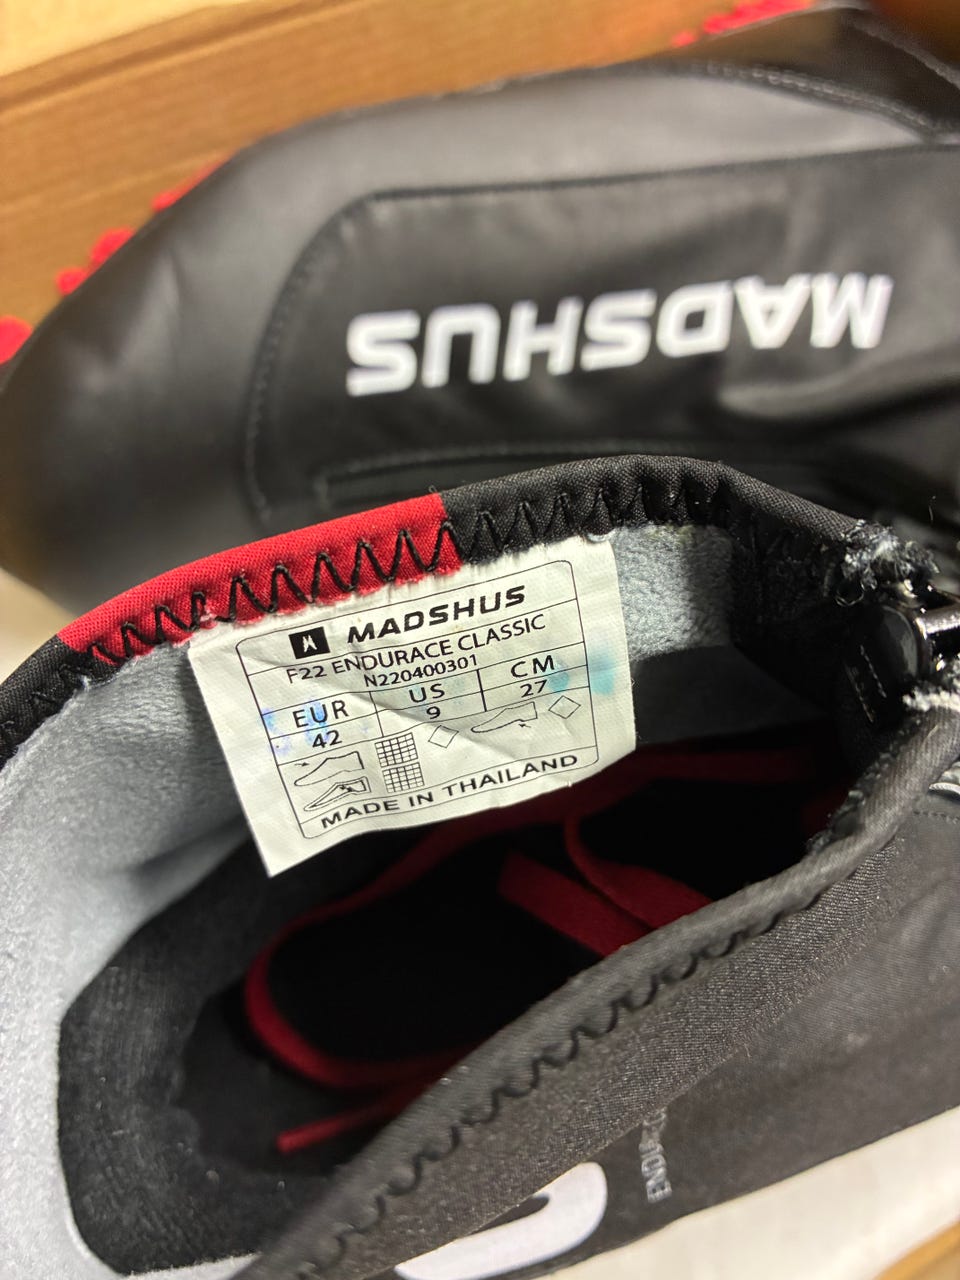 MADSHUS
MADSHUS
F22 ENDURACE CLASSIC
N220400301
EUR US CM
42 9 27
MADE IN THAILAND